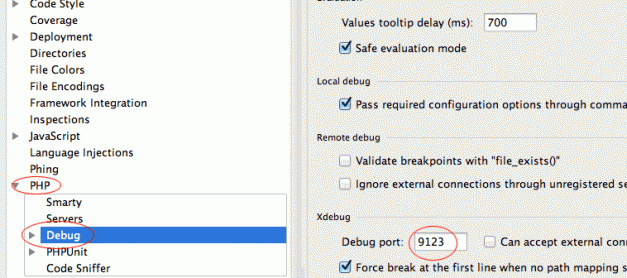 Code Style
Coverage
Deployment
Directories
File Colors
File Encodings
Framework Integration
Inspections
JavaScript
Language Injections
Phing
PHP
Smarty
Servers
Debug
PHPUnit
Code Sniffer
Evaluation
Values tooltip delay (ms): 700
Safe evaluation mode
Local debug
Pass required configuration options through
Remote debug
Validate breakpoints with "file_exists()"
Ignore external connections through unregistered
Xdebug
Debug port: 9123 Can accept external
Force break at the first line when no path mapping